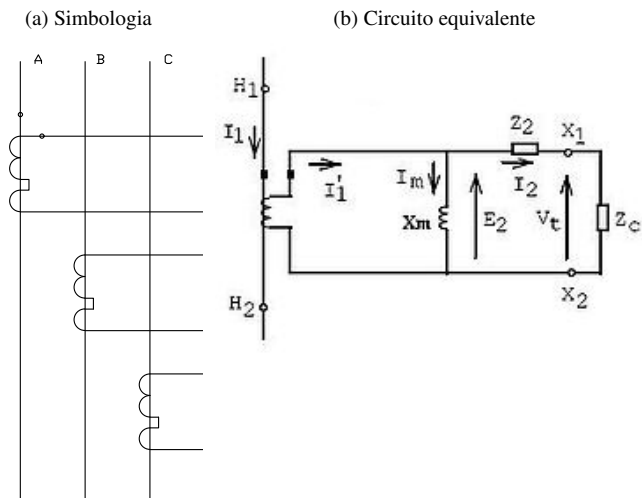 (a) Simbologia
(b) Circuito equivalente
A B C
H1
I1
I'1
Im
Xm
E2
Z2
I2
X1
Vt
Zc
X2
H2